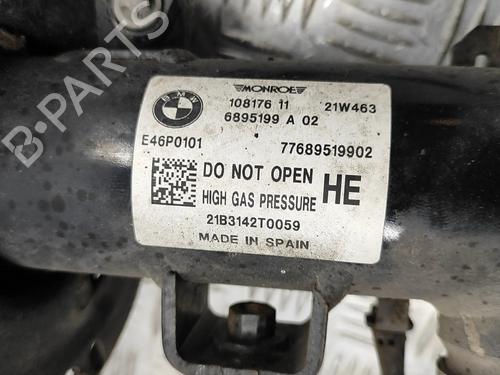 BMW
MONROE
108176 11 21W463
6895199 A 02
E46P0101 77689519902
DO NOT OPEN
HIGH GAS PRESSURE HE
21B3142T0059
MADE IN SPAIN